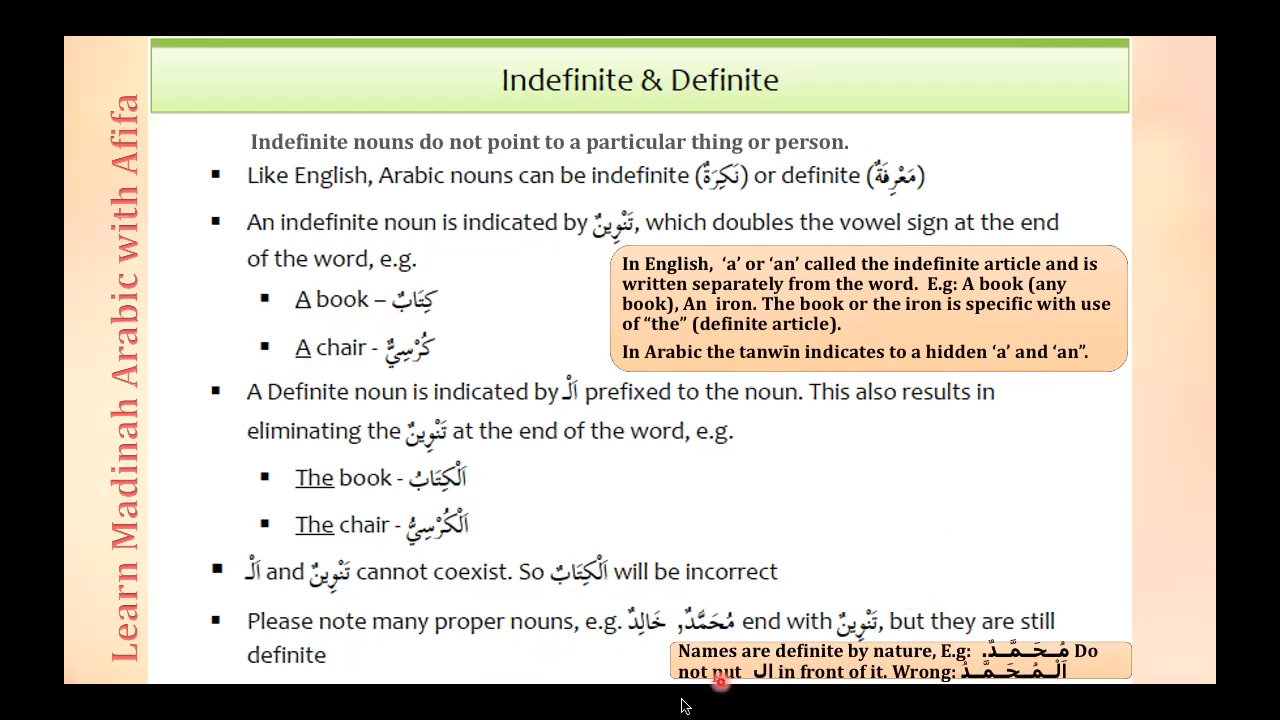 Indefinite & Definite
Learn Madinah Arabic with Afifa
Indefinite nouns do not point to a particular thing or person.
▪ Like English, Arabic nouns can be indefinite (نَكِرَةٌ) or definite (مَعْرِفَةٌ)
▪ An indefinite noun is indicated by تَنْوِينٌ, which doubles the vowel sign at the end
of the word, e.g.
▪ A book – كِتَابٌ
▪ A chair - كُرْسِيٌّ
In English, ‘a’ or ‘an’ called the indefinite article and is
written separately from the word. E.g: A book (any
book), An iron. The book or the iron is specific with use
of “the” (definite article).
In Arabic the tanwīn indicates to a hidden ‘a’ and ‘an”.
▪ A Definite noun is indicated by اَلْـ prefixed to the noun. This also results in
eliminating the تَنْوِينٌ at the end of the word, e.g.
▪ The book - اَلْكِتَابُ
▪ The chair - اَلْكُرْسِيُّ
▪ اَلْـ and تَنْوِينٌ cannot coexist. So اَلْكِتَابٌ will be incorrect
▪ Please note many proper nouns, e.g. مُحَمَّدٌ, خَالِدٌ end with تَنْوِينٌ, but they are still
definite
Names are definite by nature, E.g: مُـحَـمَّـدٌ. Do
not put ال in front of it. Wrong: اَلْـمُـحَـمَّـدُ